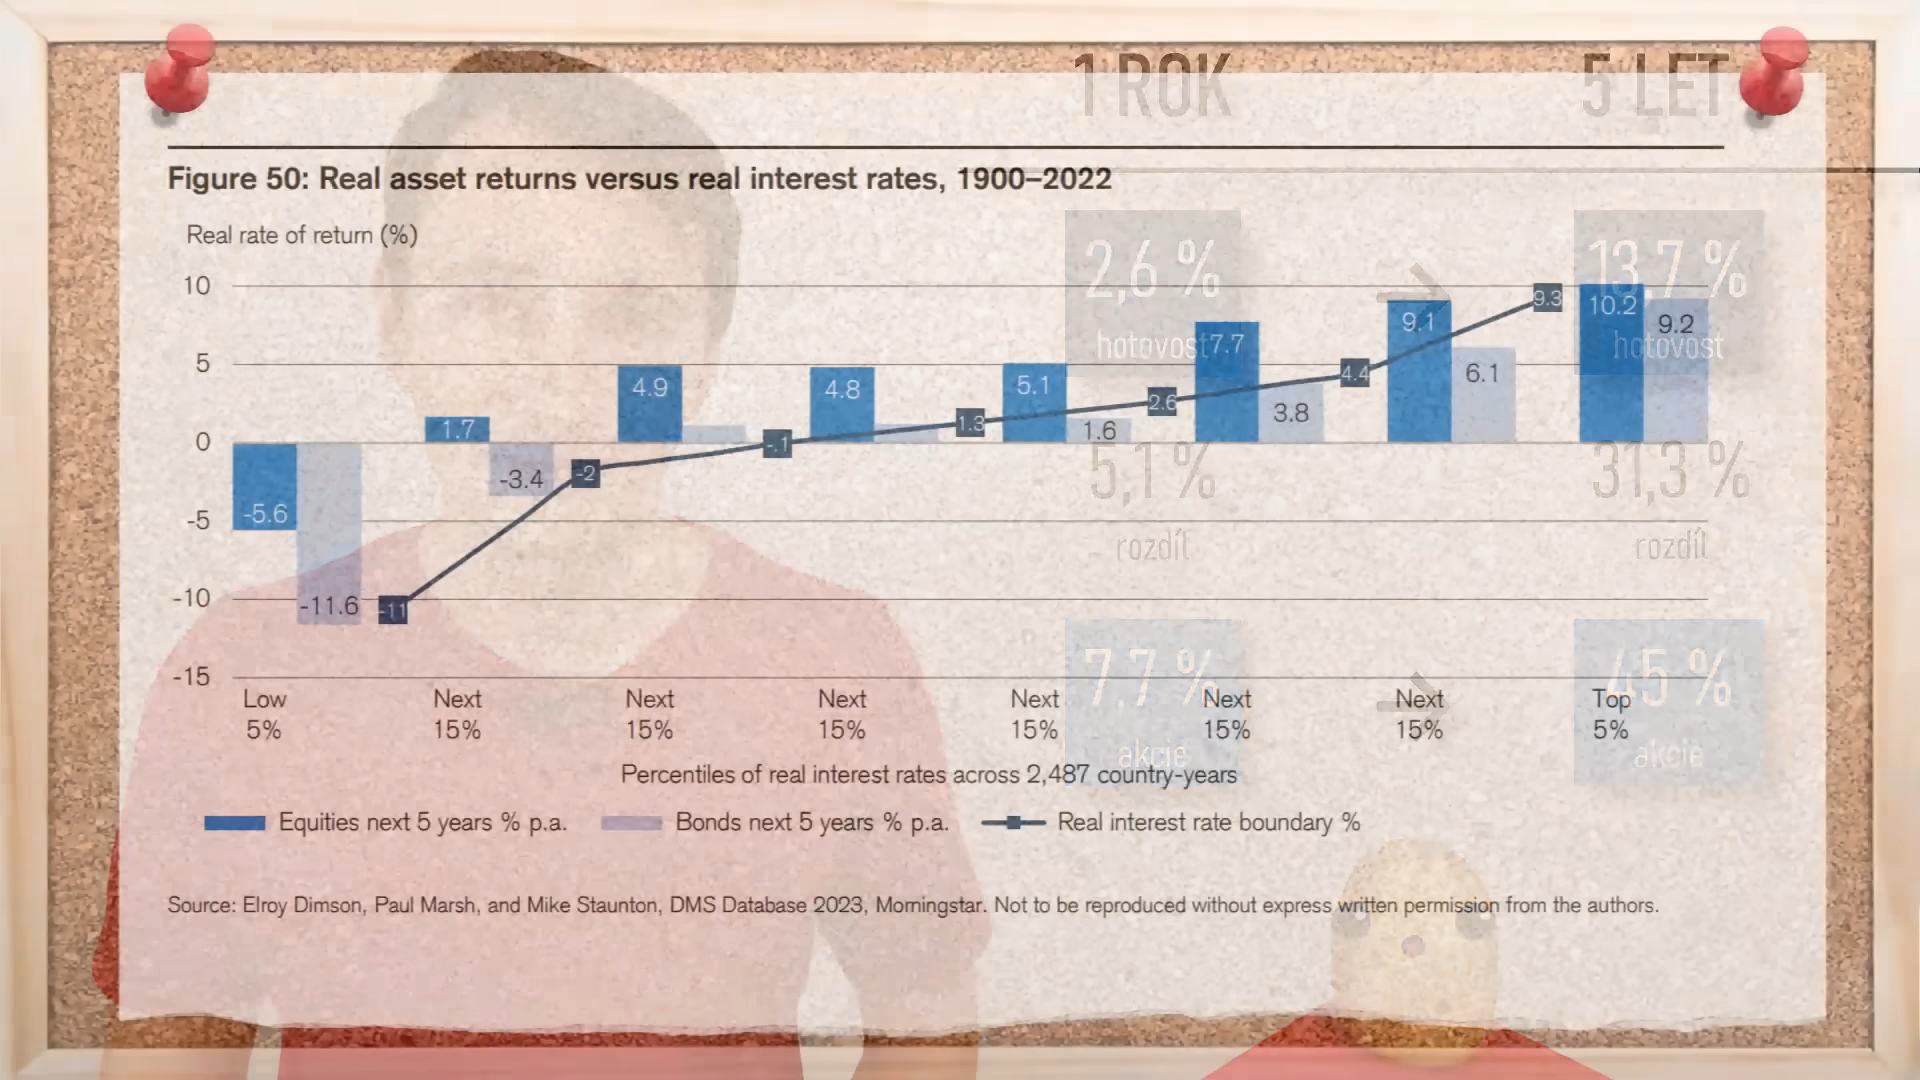 1 ROK
5 LET
Figure 50: Real asset returns versus real interest rates, 1900–2022
Real rate of return (%)
10
5
0
-5
-10
-15
-5.6
-11.6
-11
1.7
-3.4
-2
4.9
-.1
4.8
1.3
5.1
1.6
2.6
7.7
3.8
4.4
9.1
6.1
9.3
10.2
9.2
2,6 %
hotovost
13,7 %
hotovost
5,1 %
rozdíl
31,3 %
rozdíl
7,7 %
akcie
45 %
akcie
Low
5%
Next
15%
Next
15%
Next
15%
Next
15%
Next
15%
Next
15%
Top
5%
Percentiles of real interest rates across 2,487 country-years
Equities next 5 years % p.a.
Bonds next 5 years % p.a.
Real interest rate boundary %
Source: Elroy Dimson, Paul Marsh, and Mike Staunton, DMS Database 2023, Morningstar. Not to be reproduced without express written permission from the authors.